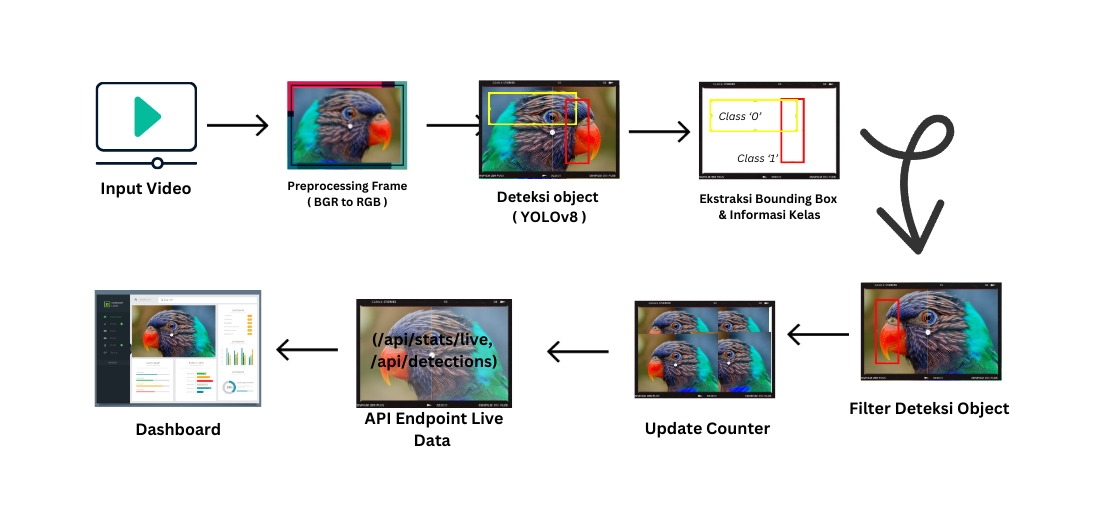 Input Video
Preprocessing Frame
( BGR to RGB )
Deteksi object
( YOLOv8 )
Class ‘0’
Class ‘1’
Ekstraksi Bounding Box
& Informasi Kelas
Filter Deteksi Object
Update Counter
(/api/stats/live,
/api/detections)
API Endpoint Live
Data
Dashboard